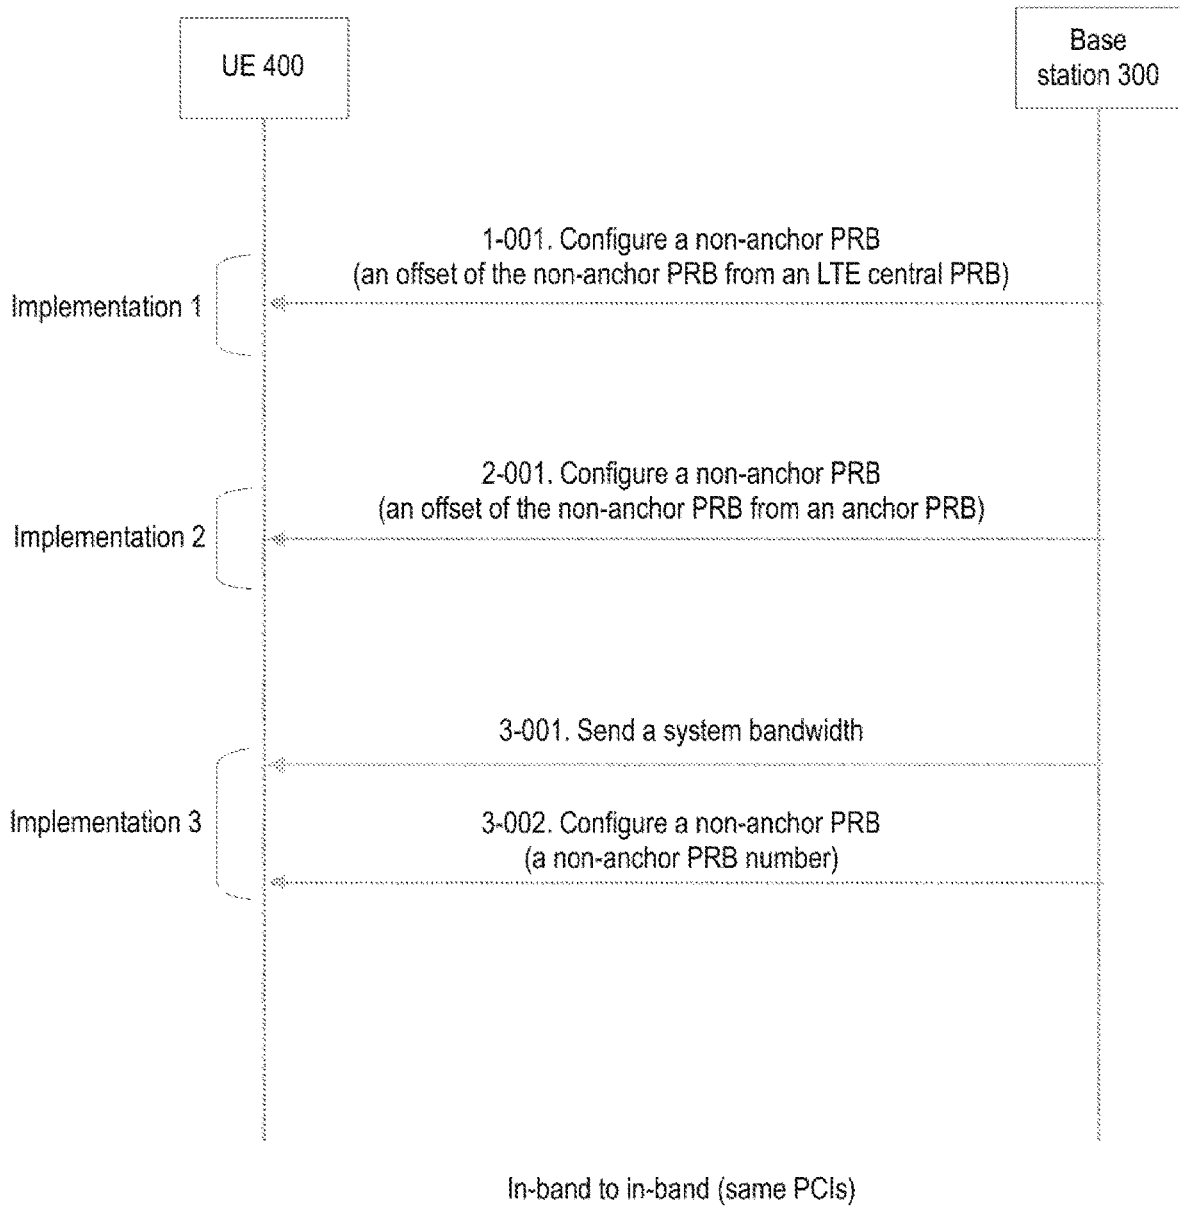 UE 400
Base
station 300
1-001. Configure a non-anchor PRB
(an offset of the non-anchor PRB from an LTE central PRB)
Implementation 1
2-001. Configure a non-anchor PRB
(an offset of the non-anchor PRB from an anchor PRB)
Implementation 2
3-001. Send a system bandwidth
Implementation 3
3-002. Configure a non-anchor PRB
(a non-anchor PRB number)
In-band to in-band (same PCIs)